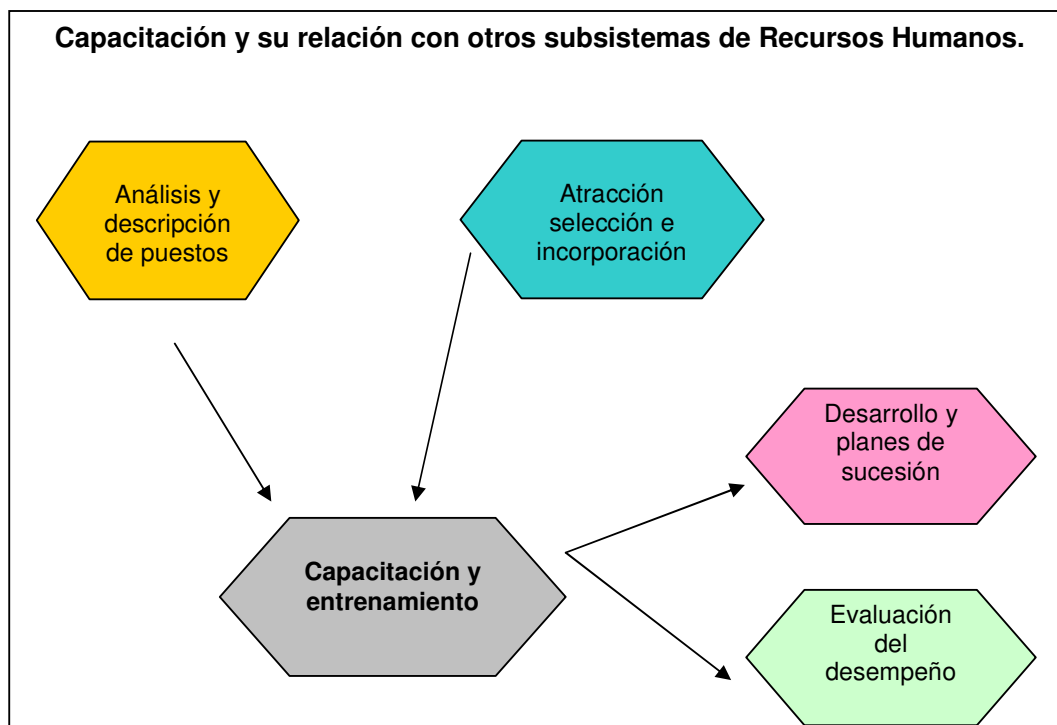 Capacitación y su relación con otros subsistemas de Recursos Humanos.
Análisis y
descripción
de puestos
Atracción
selección e
incorporación
Desarrollo y
planes de
sucesión
Capacitación y
entrenamiento
Evaluación
del
desempeño